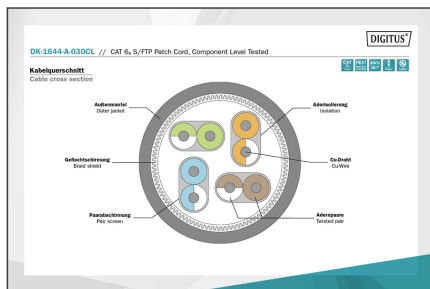 DIGITUS®
DK-1644-A-030CL // CAT 6A S/FTP Patch Cord, Component Level Tested
Kabelquerschnitt
Cable cross section
Außenmantel
Outer jacket
Aderisolierung
Isolation
Geflechtschirmung
Braid shield
Cu-Draht
Cu-Wire
Paarabschirmung
Pair screen
Adernpaare
Twisted pair